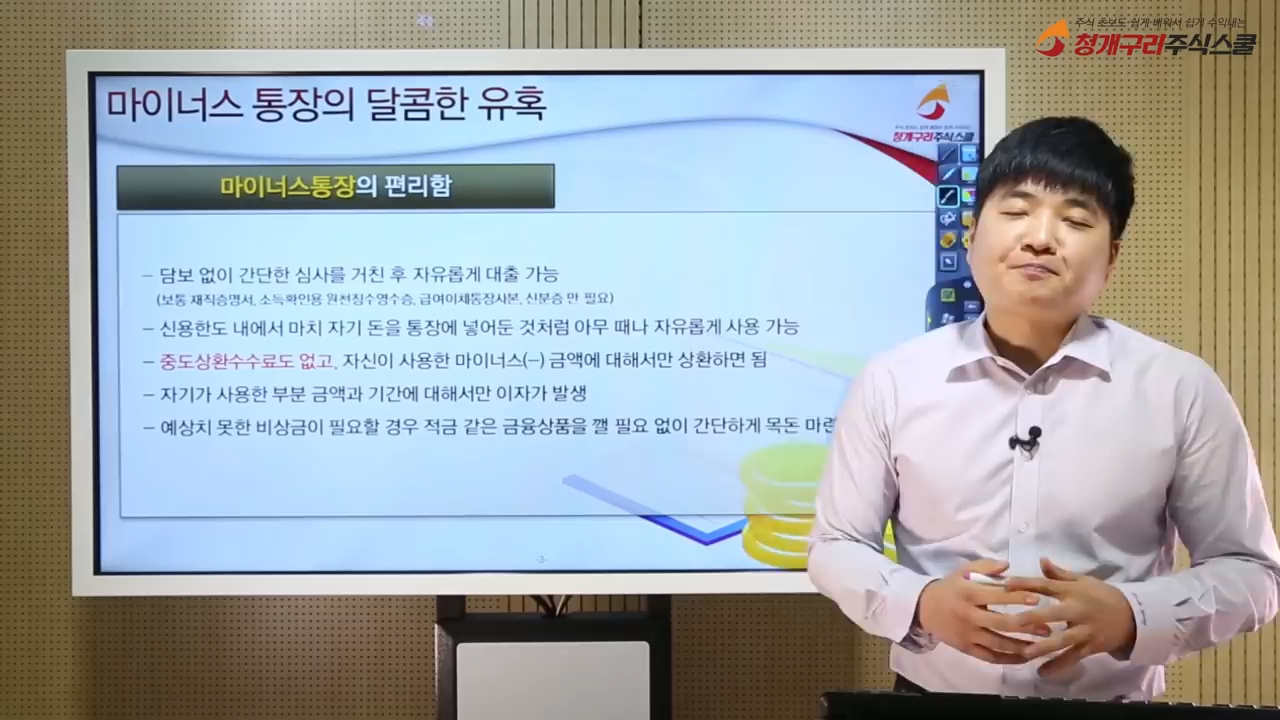 주식 초보도 쉽게 배워서 쉽게 수익내는
청개구리주식스쿨
마이너스 통장의 달콤한 유혹
청개구리주식스쿨
마이너스통장의 편리함
– 담보 없이 간단한 심사를 거친 후 자유롭게 대출 가능
(보통 재직증명서, 소득확인용 원천징수영수증, 급여이체통장사본, 신분증 만 필요)
– 신용한도 내에서 마치 자기 돈을 통장에 넣어둔 것처럼 아무 때나 자유롭게 사용 가능
– 중도상환수수료도 없고, 자신이 사용한 마이너스(–) 금액에 대해서만 상환하면 됨
– 자기가 사용한 부분 금액과 기간에 대해서만 이자가 발생
– 예상치 못한 비상금이 필요할 경우 적금 같은 금융상품을 깰 필요 없이 간단하게 목돈 마련
-3-